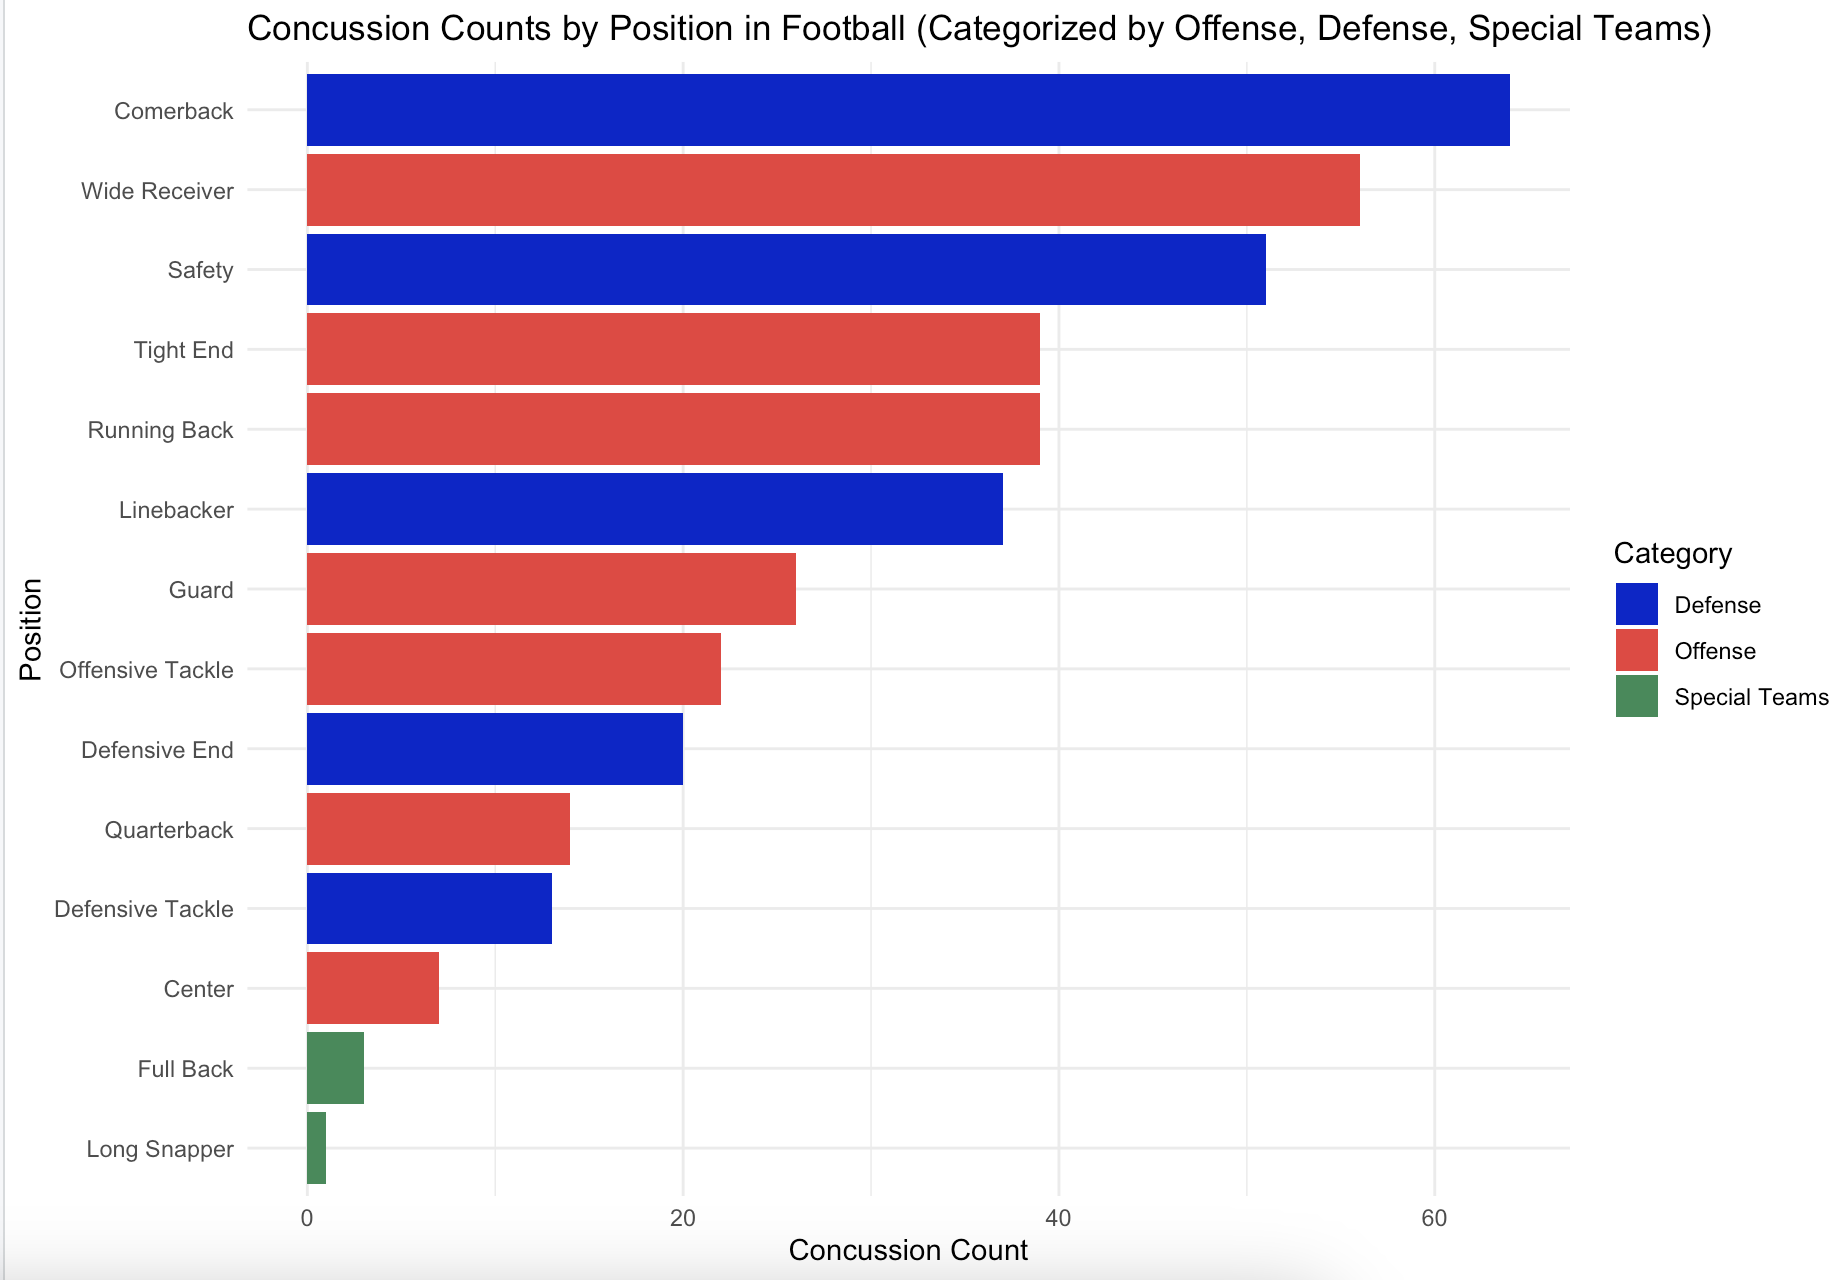 Concussion Counts by Position in Football (Categorized by Offense, Defense, Special Teams)
Comerback
Wide Receiver
Safety
Tight End
Running Back
Linebacker
Guard
Offensive Tackle
Defensive End
Quarterback
Defensive Tackle
Center
Full Back
Long Snapper
Position
0 20 40 60
Concussion Count
Category
Defense
Offense
Special Teams